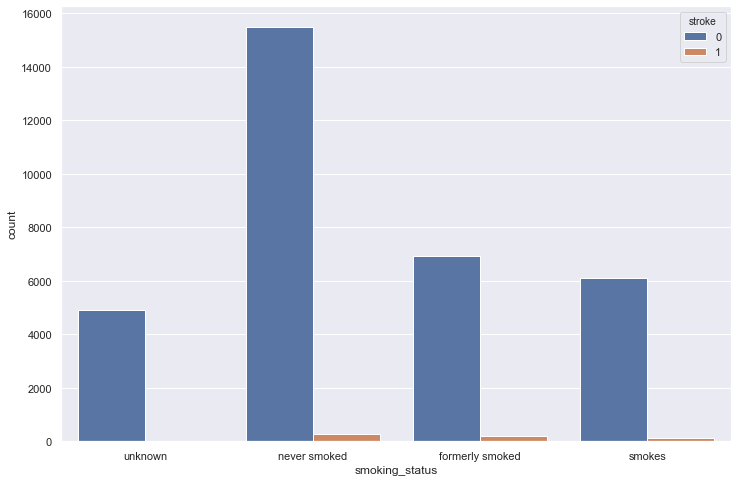 16000
14000
12000
10000
8000
6000
4000
2000
0
count
unknown
never smoked
formerly smoked
smokes
smoking_status
stroke
0
1